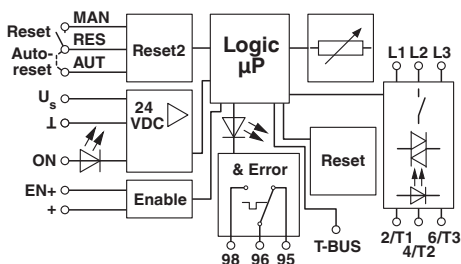 MAN
Reset
RES
Auto-
reset
AUT
Reset2
Logic
µP
L1 L2 L3
Us
⊥
24
VDC
ON
EN+
+
Enable
& Error
Reset
98 96 95
T-BUS
2/T1
4/T2
6/T3